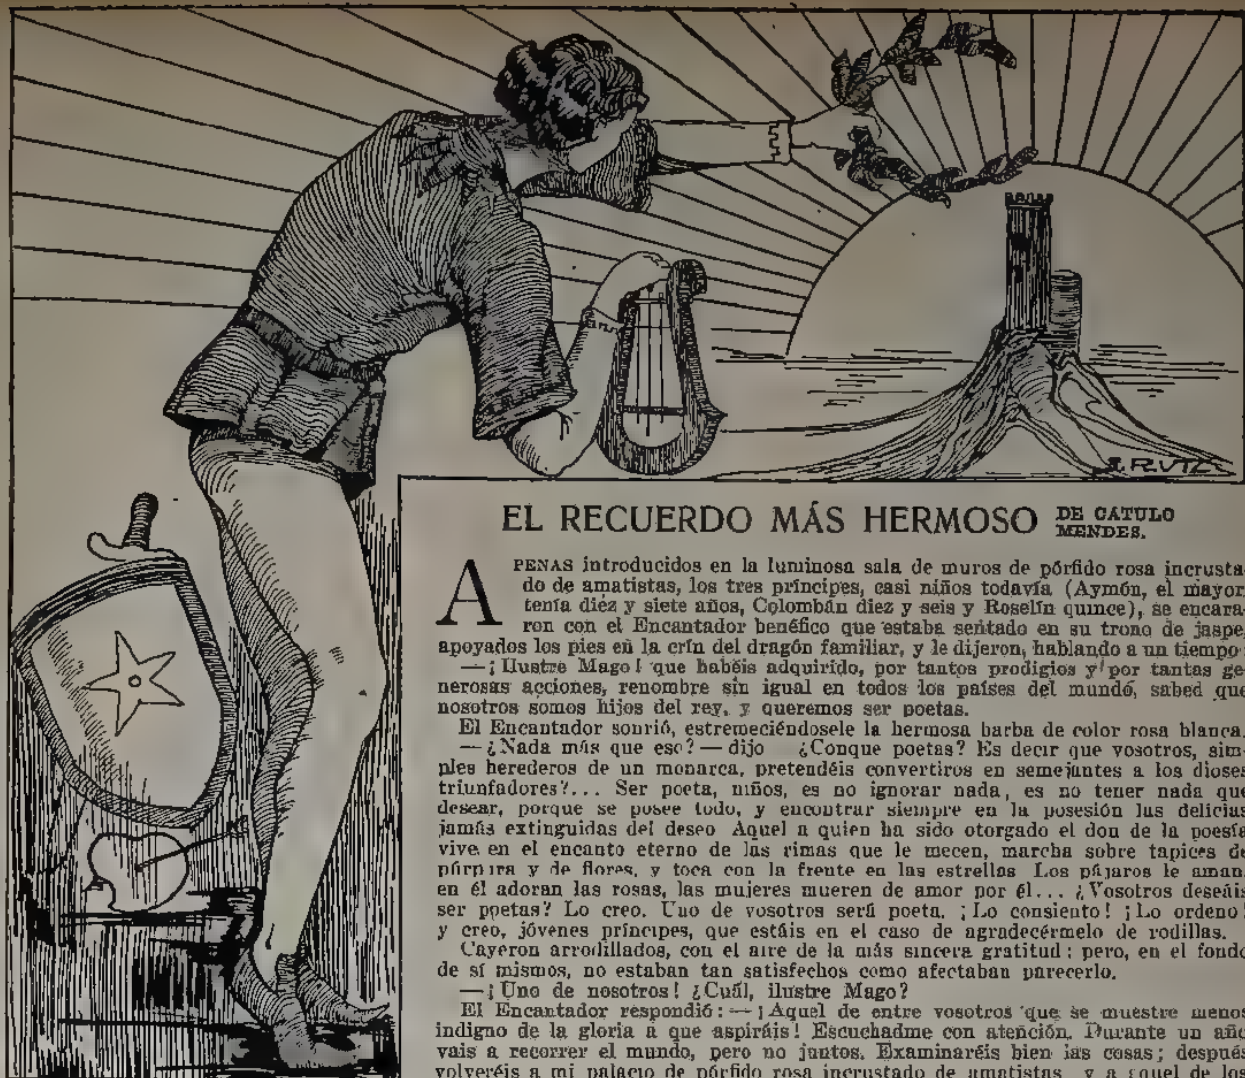 S. RUIZ
EL RECUERDO MÁS HERMOSO DE CATULO
MENDES.
APENAS introducidos en la luminosa sala de muros de pórfido rosa incrusta-
do de amatistas, los tres príncipes, casi niños todavía (Aymón, el mayor,
tenía diez y siete años, Colombán diez y seis y Roselín quince), se encara-
ron con el Encantador benéfico que estaba sentado en su trono de jaspe,
apoyados los pies en la crín del dragón familiar, y le dijeron, hablando a un tiempo:
—¡Ilustre Mago! que habéis adquirido, por tantos prodigios y por tantas ge-
nerosas acciones, renombre sin igual en todos los países del mundo, sabed que
nosotros somos hijos del rey, y queremos ser poetas.
El Encantador sonrió, estremeciéndosele la hermosa barba de color rosa blanca.
—¿Nada más que eso?—dijo ¿Conque poetas? Es decir que vosotros, sim-
ples herederos de un monarca, pretendéis convertiros en semejantes a los dioses
triunfadores?... Ser poeta, niños, es no ignorar nada, es no tener nada que
desear, porque se posee todo, y encontrar siempre en la posesión las delicias
jamás extinguidas del deseo Aquel a quien ha sido otorgado el don de la poesía
vive en el encanto eterno de las rimas que le mecen, marcha sobre tapices de
púrpura y de flores, y toca con la frente en las estrellas Los pájaros le aman,
en él adoran las rosas, las mujeres mueren de amor por él... ¿Vosotros deseáis
ser poetas? Lo creo. Uno de vosotros será poeta. ¡Lo consiento! ¡Lo ordeno!
y creo, jóvenes príncipes, que estáis en el caso de agradecérmelo de rodillas.
Cayeron arrodillados, con el aire de la más sincera gratitud; pero, en el fondo
de sí mismos, no estaban tan satisfechos como afectaban parecerlo.
—¡Uno de nosotros! ¿Cuál, ilustre Mago?
El Encantador respondió:—¡Aquel de entre vosotros que se muestre menos
indigno de la gloria a que aspiráis! Escuchadme con atención. Durante un año
vais a recorrer el mundo, pero no juntos. Examinaréis bien las cosas; después
volveréis a mi palacio de pórfido rosa incrustado de amatistas y a aquel de los